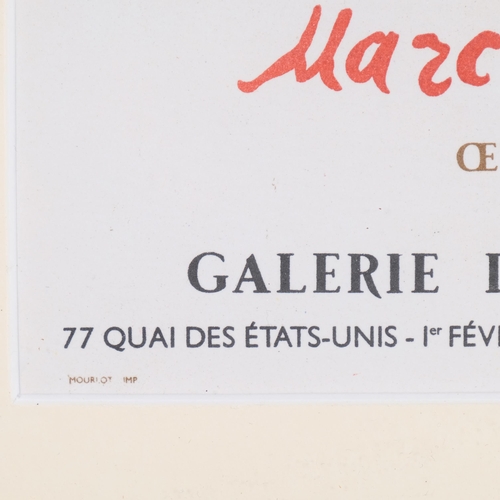 Marc
Œ
GALERIE
77 QUAI DES ÉTATS-UNIS - 1er FÉV
MOURLOT IMP